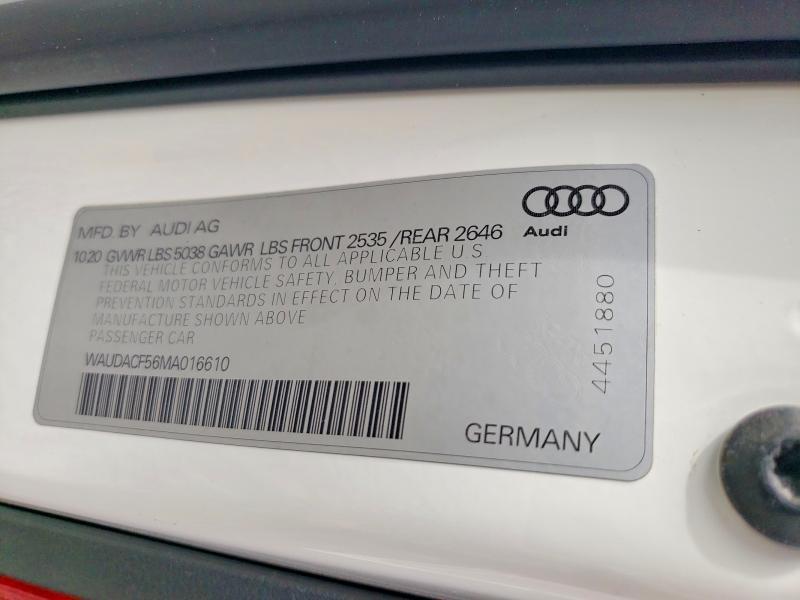 MFD. BY AUDI AG
10 20 GVWR LBS 5038 GAWR LBS FRONT 2535 /REAR 2646
THIS VEHICLE CONFORMS TO ALL APPLICABLE U S
FEDERAL MOTOR VEHICLE SAFETY, BUMPER AND THEFT
PREVENTION STANDARDS IN EFFECT ON THE DATE OF
MANUFACTURE SHOWN ABOVE
PASSENGER CAR
WAUDACF56MA016610
GERMANY
Audi
4451880